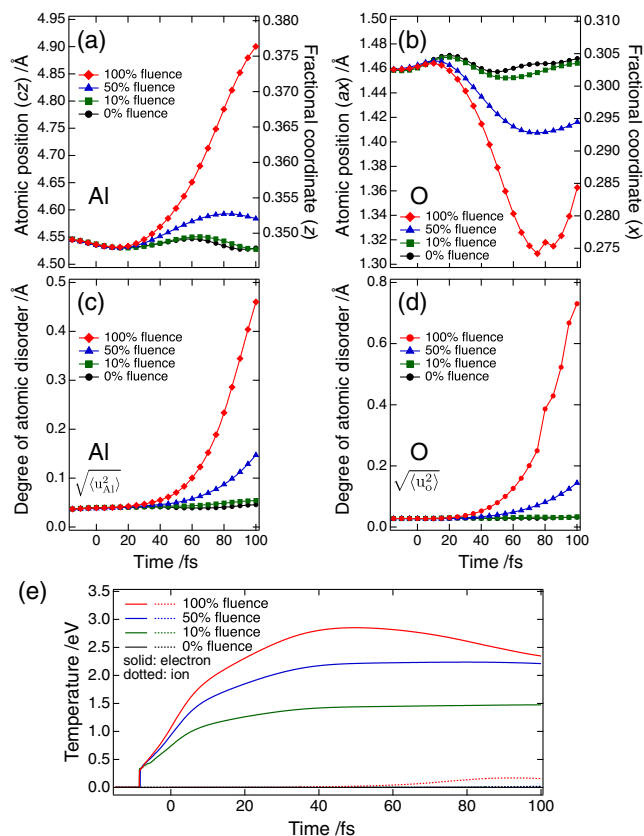 (a)
Atomic position (cz) /Å
4.95
4.90
4.85
4.80
4.75
4.70
4.65
4.60
4.55
4.50
100% fluence
50% fluence
10% fluence
0% fluence
Al
0.380
0.375
0.370
0.365
0.360
0.355
0.350
Fractional coordinate (z)
(b)
Atomic position (ax) /Å
1.50
1.48
1.46
1.44
1.42
1.40
1.38
1.36
1.34
1.32
1.30
100% fluence
50% fluence
10% fluence
0% fluence
O
0.310
0.305
0.300
0.295
0.290
0.285
0.280
0.275
Fractional coordinate (x)
(c)
Degree of atomic disorder /Å
0.5
0.4
0.3
0.2
0.1
0.0
100% fluence
50% fluence
10% fluence
0% fluence
Al
√⟨u²Al⟩
0 20 40 60 80 100
Time /fs
(d)
Degree of atomic disorder /Å
0.8
0.6
0.4
0.2
0.0
100% fluence
50% fluence
10% fluence
0% fluence
O
√⟨u²O⟩
0 20 40 60 80 100
Time /fs
(e)
Temperature /eV
3.5
3.0
2.5
2.0
1.5
1.0
0.5
0.0
100% fluence
50% fluence
10% fluence
0% fluence
solid: electron
dotted: ion
0 20 40 60 80 100
Time /fs